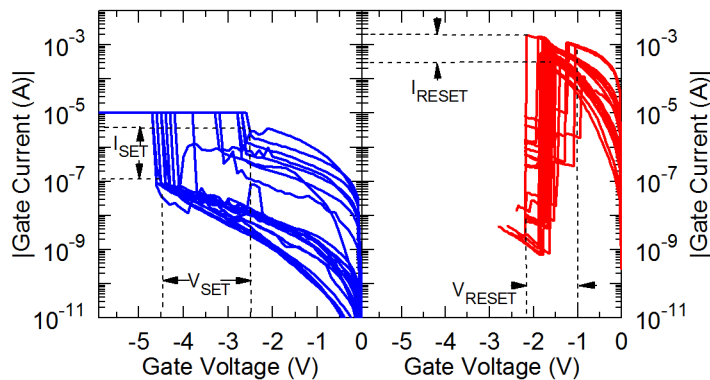 |Gate Current (A)|
10⁻³
10⁻⁵
10⁻⁷
10⁻⁹
10⁻¹¹
I_SET
V_SET
-5 -4 -3 -2 -1 0
Gate Voltage (V)
I_RESET
V_RESET
-5 -4 -3 -2 -1 0
Gate Voltage (V)
10⁻³
10⁻⁵
10⁻⁷
10⁻⁹
10⁻¹¹
|Gate Current (A)|